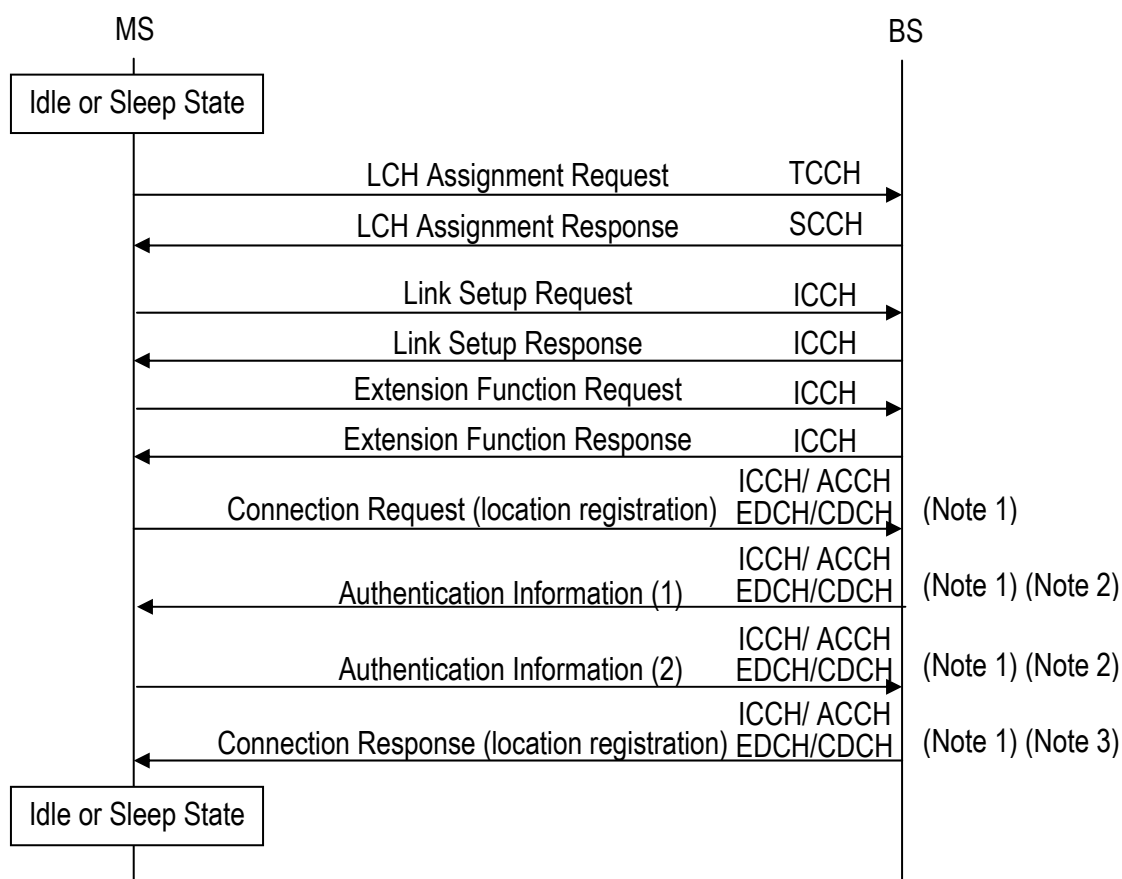 MS BS
Idle or Sleep State
LCH Assignment Request TCCH
LCH Assignment Response SCCH
Link Setup Request ICCH
Link Setup Response ICCH
Extension Function Request ICCH
Extension Function Response ICCH
ICCH/ ACCH
Connection Request (location registration) EDCH/CDCH (Note 1)
ICCH/ ACCH
Authentication Information (1) EDCH/CDCH (Note 1) (Note 2)
ICCH/ ACCH
Authentication Information (2) EDCH/CDCH (Note 1) (Note 2)
ICCH/ ACCH
Connection Response (location registration) EDCH/CDCH (Note 1) (Note 3)
Idle or Sleep State